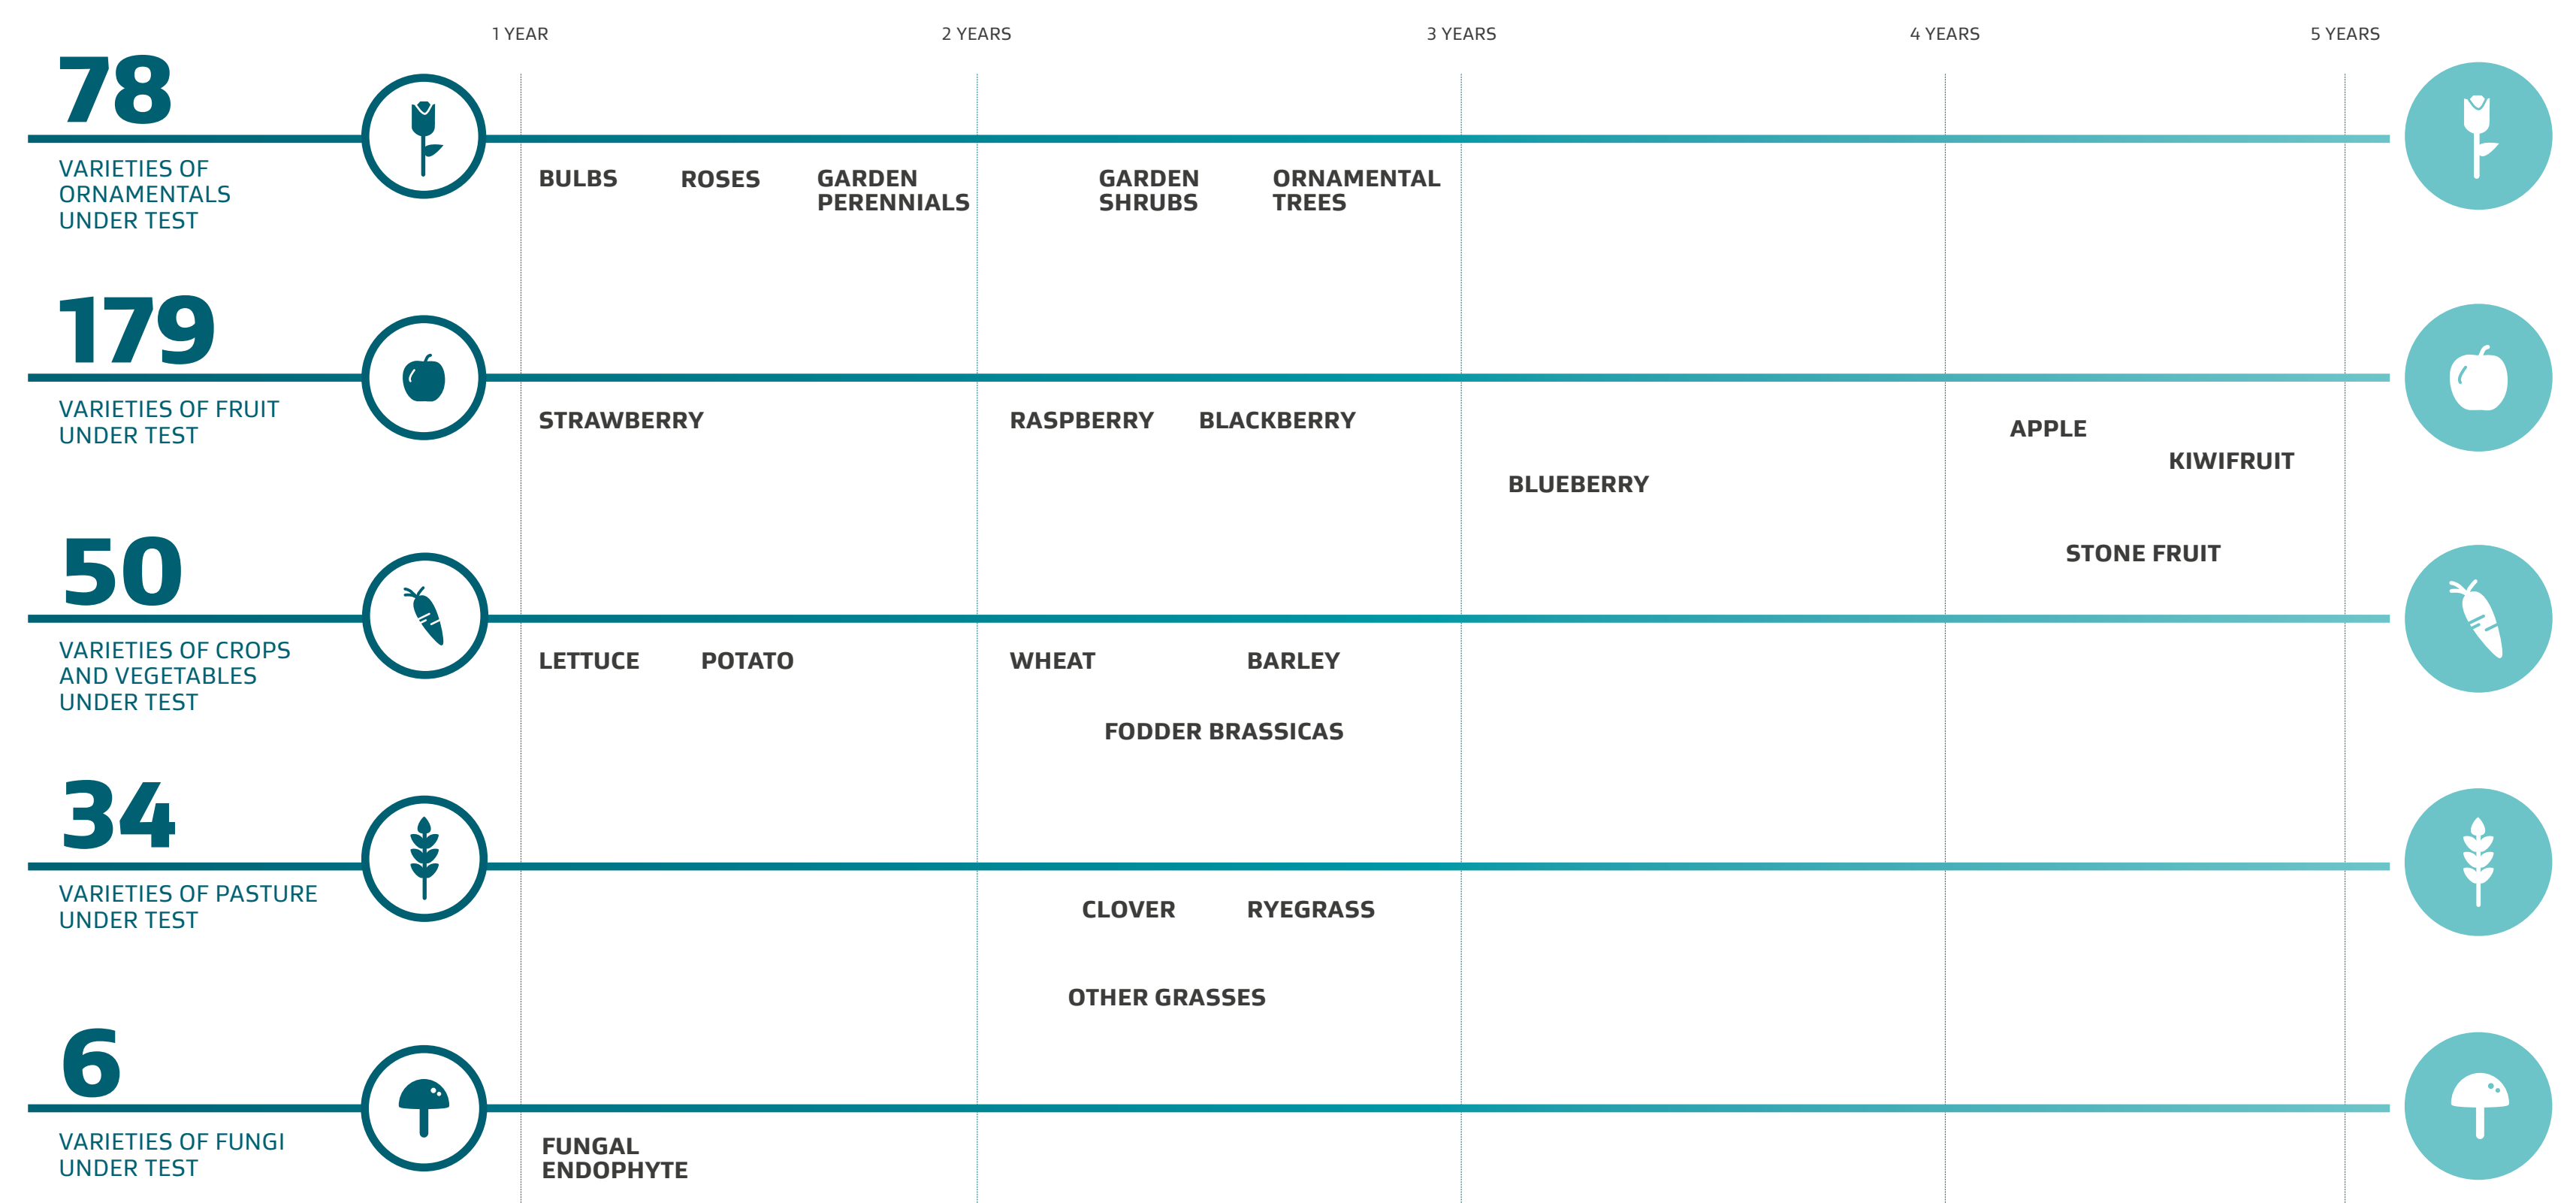 1 YEAR
2 YEARS
3 YEARS
4 YEARS
5 YEARS
78
VARIETIES OF
ORNAMENTALS
UNDER TEST
BULBS
ROSES
GARDEN
PERENNIALS
GARDEN
SHRUBS
ORNAMENTAL
TREES
179
VARIETIES OF FRUIT
UNDER TEST
STRAWBERRY
RASPBERRY
BLACKBERRY
BLUEBERRY
APPLE
KIWIFRUIT
STONE FRUIT
50
VARIETIES OF CROPS
AND VEGETABLES
UNDER TEST
LETTUCE
POTATO
WHEAT
BARLEY
FODDER BRASSICAS
34
VARIETIES OF PASTURE
UNDER TEST
CLOVER
RYEGRASS
OTHER GRASSES
6
VARIETIES OF FUNGI
UNDER TEST
FUNGAL
ENDOPHYTE